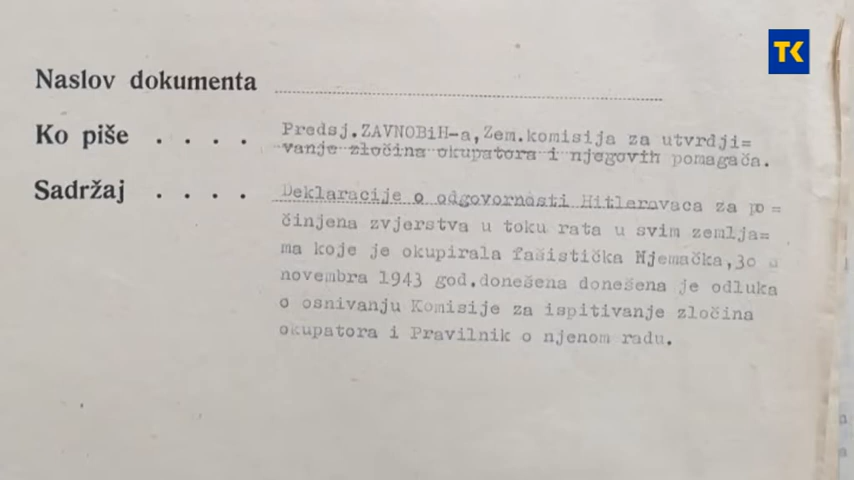 TK
Naslov dokumenta
Ko piše . . . . Predsj.ZAVNOBiH-a,Zem.komisija za utvrdji=
vanje zločina okupatora i njegovih pomagača.
Sadržaj . . . . Deklaracije o odgovornosti Hitlerovaca za po=
činjena zvjerstva u toku rata u svim zemlja=
ma koje je okupirala fašistička Njemačka,30
novembra 1943 god.donešena donešena je odluka
o osnivanju Komisije za ispitivanje zločina
okupatora i Pravilnik o njenom radu.